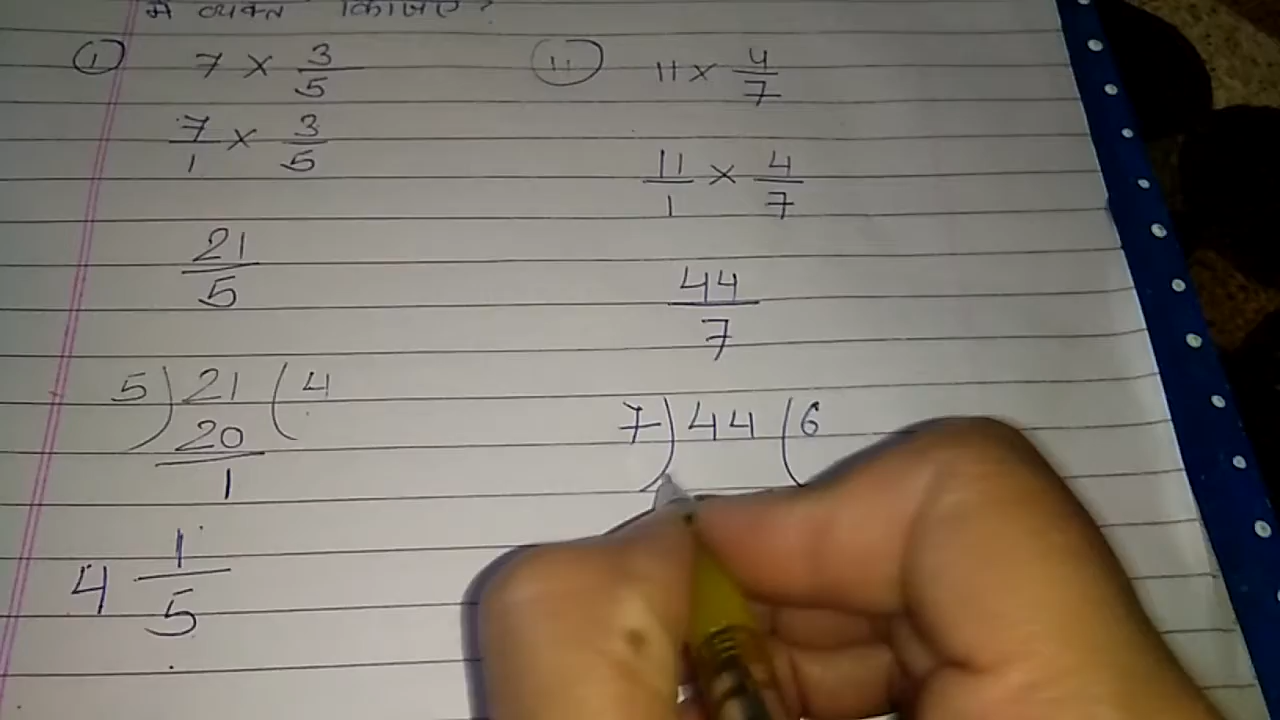 में व्यक्त किजिए?
(i) 7 × 3/5
7/1 × 3/5
21/5
5) 21 (4
20
1
4 1/5
(ii) 11 × 4/7
11/1 × 4/7
44/7
7) 44 (6